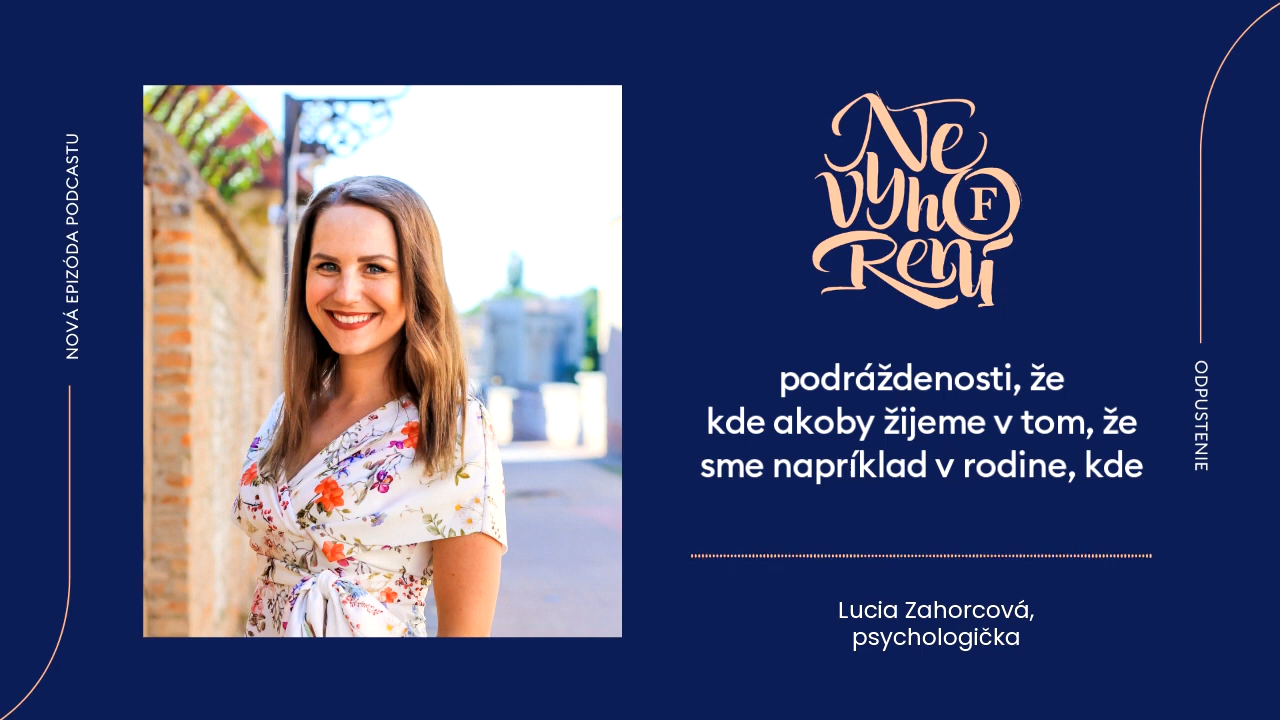 NOVÁ EPIZÓDA PODCASTU
Ne
vyhO
F
Rení
podráždenosti, že
kde akoby žijeme v tom, že
sme napríklad v rodine, kde
ODPUSTENIE
Lucia Zahorcová,
psychologička